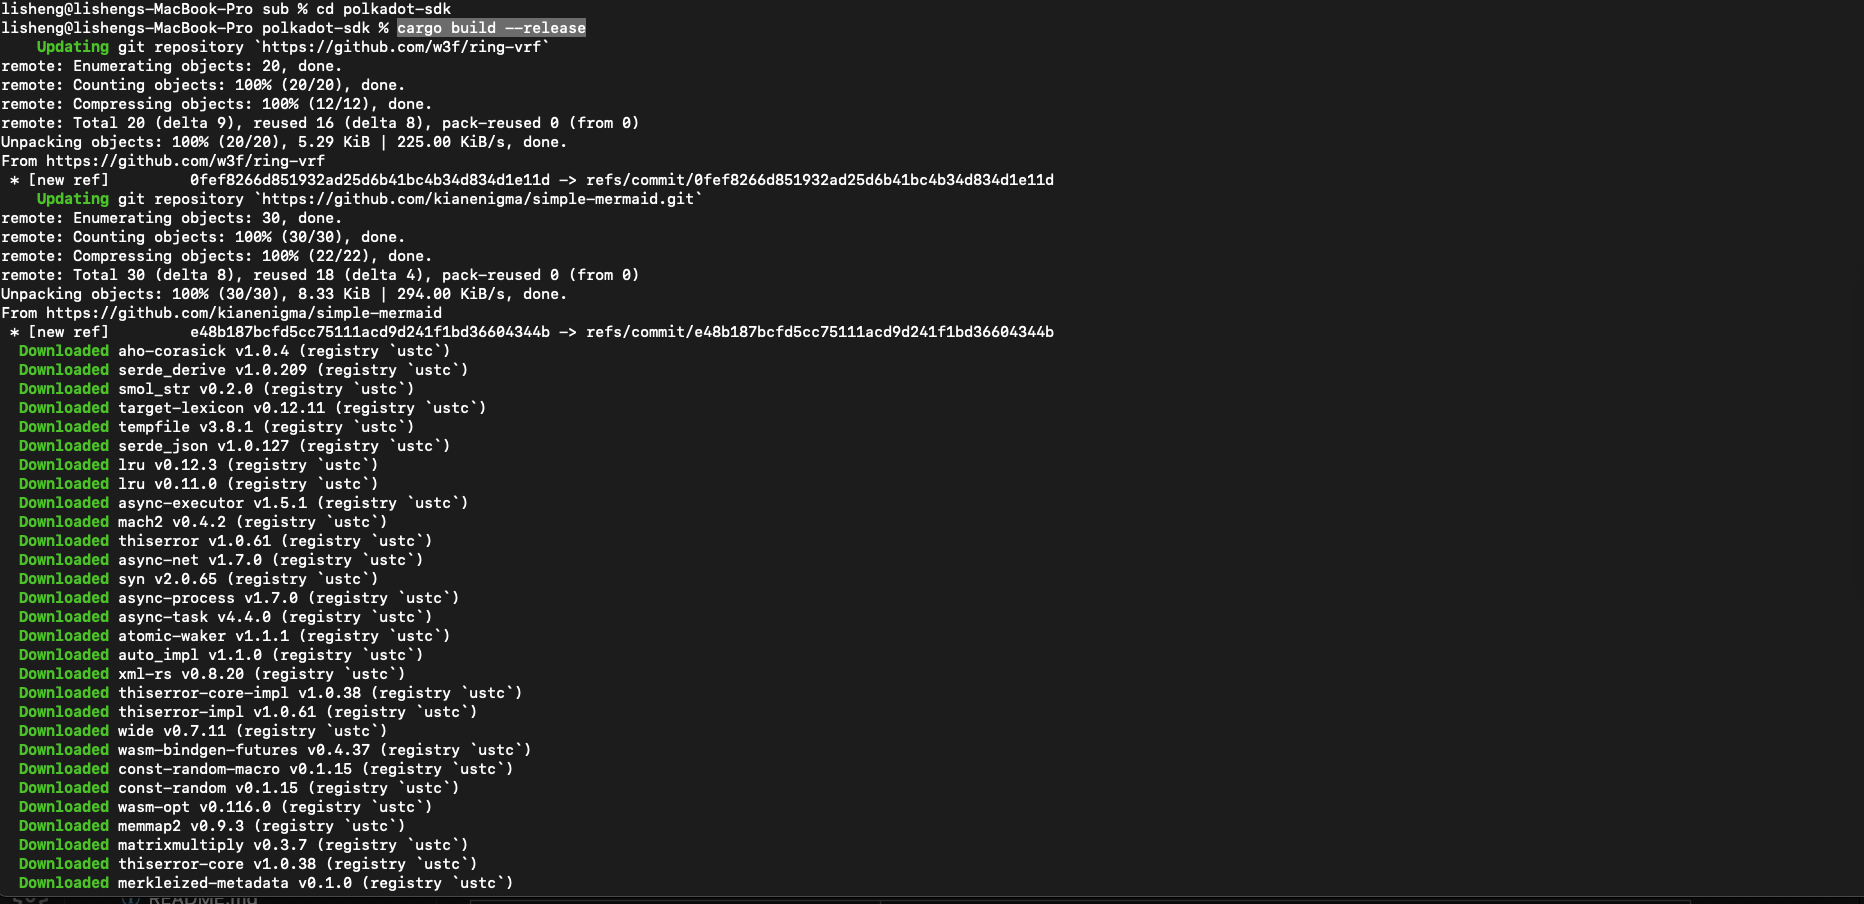 lisheng@lishengs-MacBook-Pro sub % cd polkadot-sdk
lisheng@lishengs-MacBook-Pro polkadot-sdk % cargo build --release
    Updating git repository `https://github.com/w3f/ring-vrf`
remote: Enumerating objects: 20, done.
remote: Counting objects: 100% (20/20), done.
remote: Compressing objects: 100% (12/12), done.
remote: Total 20 (delta 9), reused 16 (delta 8), pack-reused 0 (from 0)
Unpacking objects: 100% (20/20), 5.29 KiB | 225.00 KiB/s, done.
From https://github.com/w3f/ring-vrf
 * [new ref]         0fef8266d851932ad25d6b41bc4b34d834d1e11d -> refs/commit/0fef8266d851932ad25d6b41bc4b34d834d1e11d
    Updating git repository `https://github.com/kianenigma/simple-mermaid.git`
remote: Enumerating objects: 30, done.
remote: Counting objects: 100% (30/30), done.
remote: Compressing objects: 100% (22/22), done.
remote: Total 30 (delta 8), reused 18 (delta 4), pack-reused 0 (from 0)
Unpacking objects: 100% (30/30), 8.33 KiB | 294.00 KiB/s, done.
From https://github.com/kianenigma/simple-mermaid
 * [new ref]         e48b187bcfd5cc75111acd9d241f1bd36604344b -> refs/commit/e48b187bcfd5cc75111acd9d241f1bd36604344b
  Downloaded aho-corasick v1.0.4 (registry `ustc`)
  Downloaded serde_derive v1.0.209 (registry `ustc`)
  Downloaded smol_str v0.2.0 (registry `ustc`)
  Downloaded target-lexicon v0.12.11 (registry `ustc`)
  Downloaded tempfile v3.8.1 (registry `ustc`)
  Downloaded serde_json v1.0.127 (registry `ustc`)
  Downloaded lru v0.12.3 (registry `ustc`)
  Downloaded lru v0.11.0 (registry `ustc`)
  Downloaded async-executor v1.5.1 (registry `ustc`)
  Downloaded mach2 v0.4.2 (registry `ustc`)
  Downloaded thiserror v1.0.61 (registry `ustc`)
  Downloaded async-net v1.7.0 (registry `ustc`)
  Downloaded syn v2.0.65 (registry `ustc`)
  Downloaded async-process v1.7.0 (registry `ustc`)
  Downloaded async-task v4.4.0 (registry `ustc`)
  Downloaded atomic-waker v1.1.1 (registry `ustc`)
  Downloaded auto_impl v1.1.0 (registry `ustc`)
  Downloaded xml-rs v0.8.20 (registry `ustc`)
  Downloaded thiserror-core-impl v1.0.38 (registry `ustc`)
  Downloaded thiserror-impl v1.0.61 (registry `ustc`)
  Downloaded wide v0.7.11 (registry `ustc`)
  Downloaded wasm-bindgen-futures v0.4.37 (registry `ustc`)
  Downloaded const-random-macro v0.1.15 (registry `ustc`)
  Downloaded const-random v0.1.15 (registry `ustc`)
  Downloaded wasm-opt v0.116.0 (registry `ustc`)
  Downloaded memmap2 v0.9.3 (registry `ustc`)
  Downloaded matrixmultiply v0.3.7 (registry `ustc`)
  Downloaded thiserror-core v1.0.38 (registry `ustc`)
  Downloaded merkleized-metadata v0.1.0 (registry `ustc`)
README.md